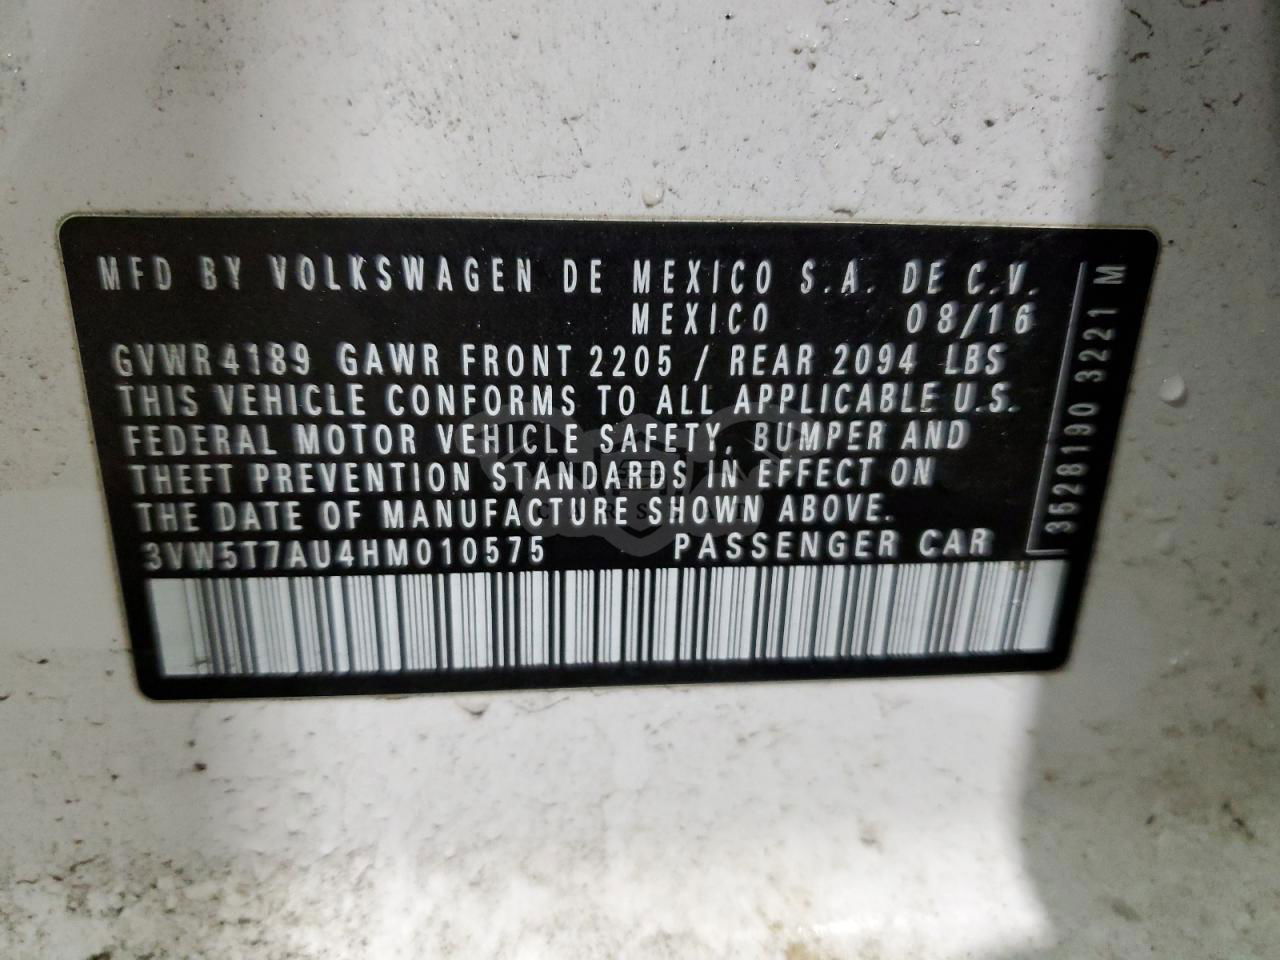 MFD BY VOLKSWAGEN DE MEXICO S.A. DE C.V.
MEXICO 08/16
GVWR 4189 GAWR FRONT 2205 / REAR 2094 LBS
THIS VEHICLE CONFORMS TO ALL APPLICABLE U.S.
FEDERAL MOTOR VEHICLE SAFETY, BUMPER AND
THEFT PREVENTION STANDARDS IN EFFECT ON
THE DATE OF MANUFACTURE SHOWN ABOVE.
3VW5T7AU4HM010575 PASSENGER CAR
3528190 3221 M